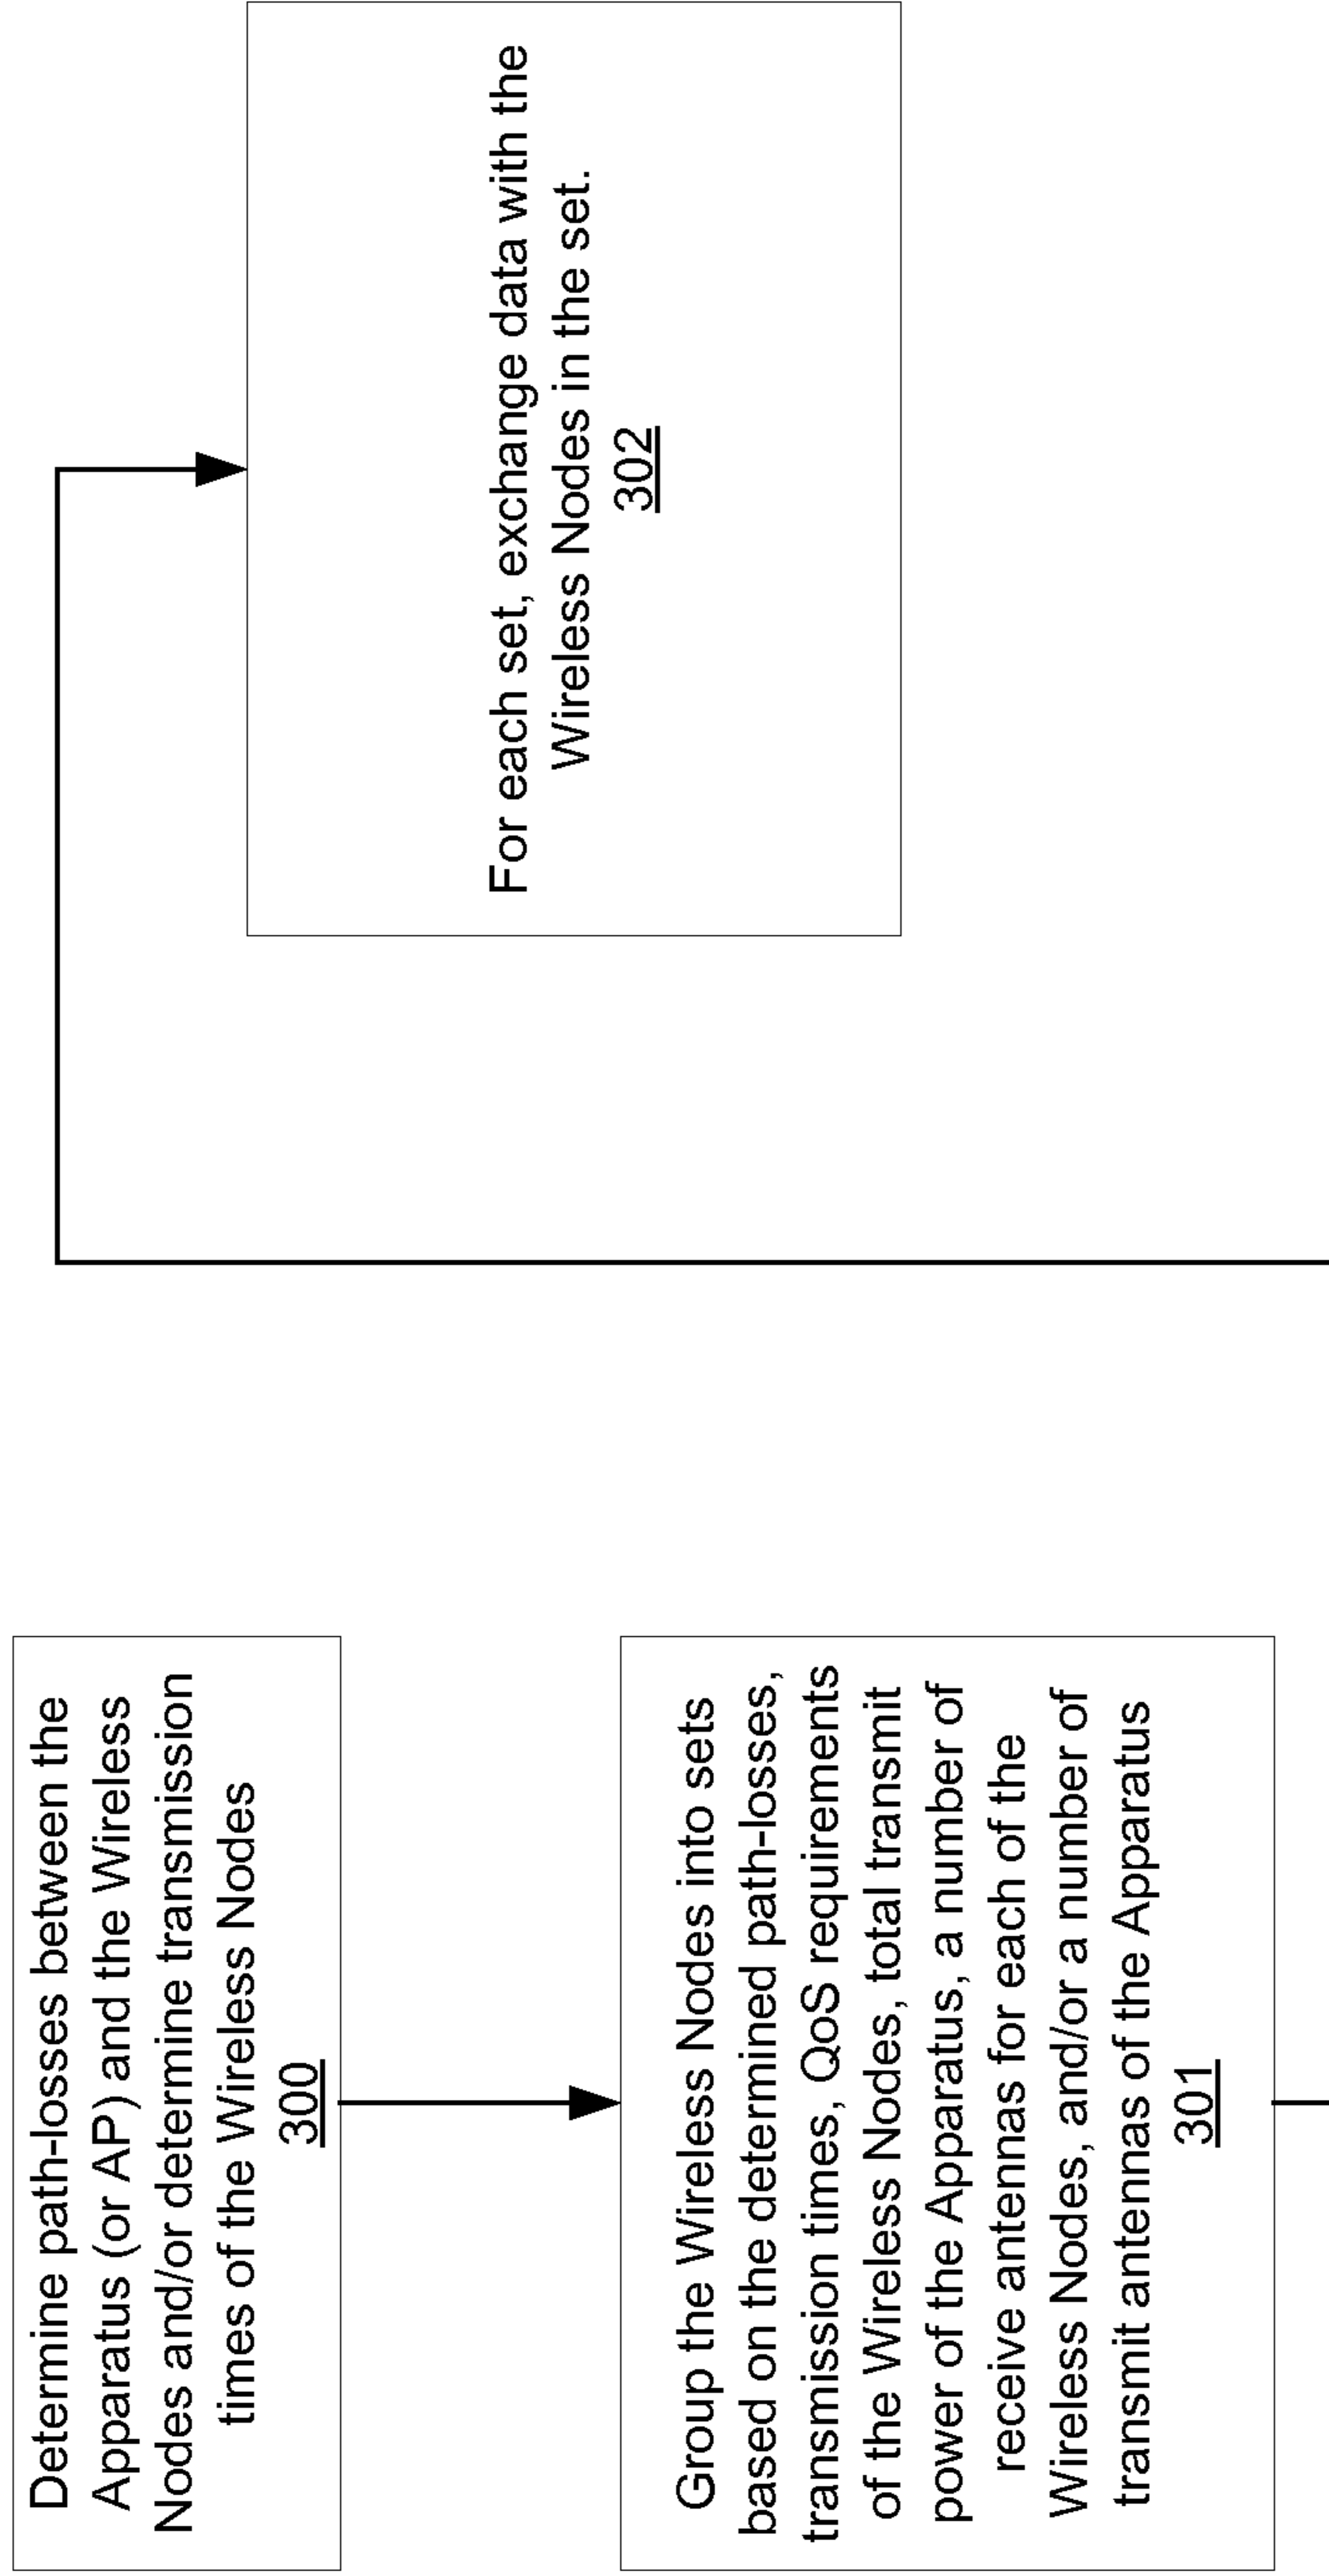 Determine path-losses between the
Apparatus (or AP) and the Wireless
Nodes and/or determine transmission
times of the Wireless Nodes
300
Group the Wireless Nodes into sets
based on the determined path-losses,
transmission times, QoS requirements
of the Wireless Nodes, total transmit
power of the Apparatus, a number of
receive antennas for each of the
Wireless Nodes, and/or a number of
transmit antennas of the Apparatus
301
For each set, exchange data with the
Wireless Nodes in the set.
302